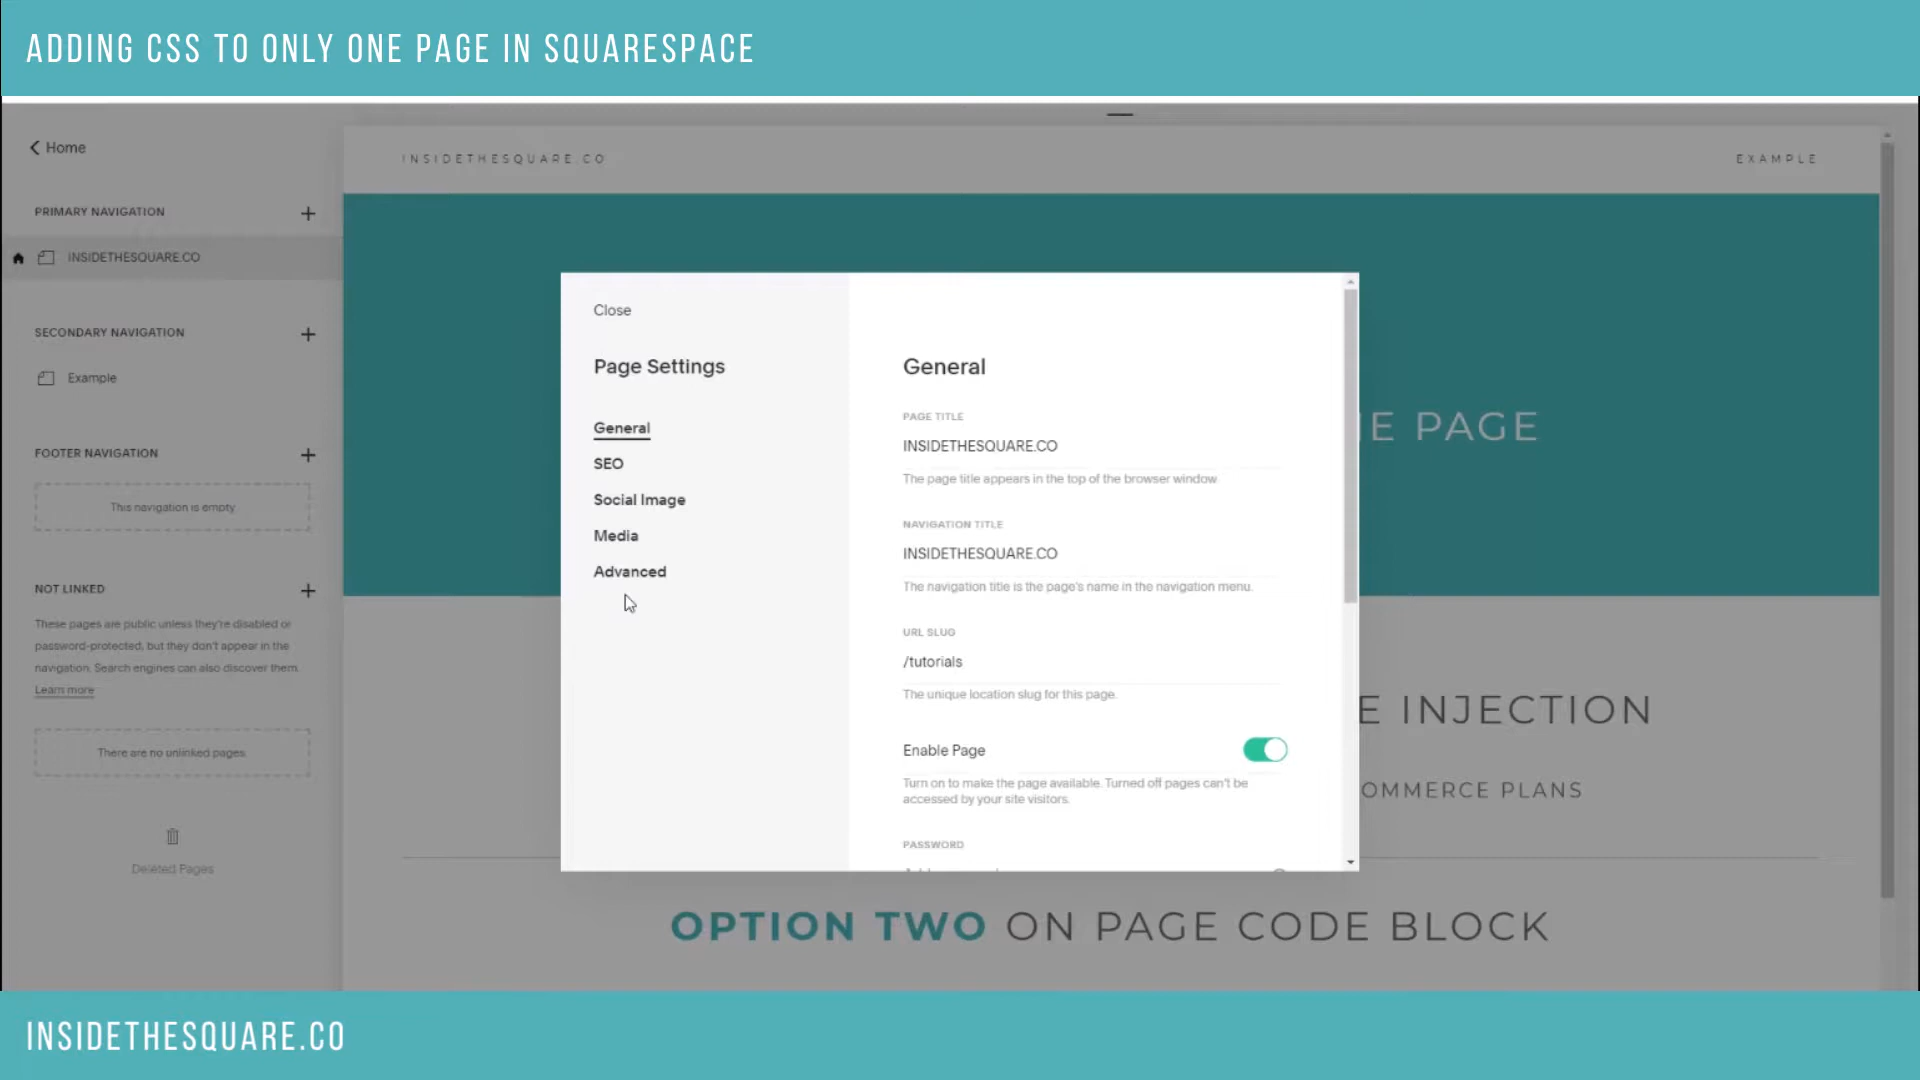 ADDING CSS TO ONLY ONE PAGE IN SQUARESPACE
Home
PRIMARY NAVIGATION
INSIDETHESQUARE.CO
SECONDARY NAVIGATION
Example
FOOTER NAVIGATION
This navigation is empty
NOT LINKED
These pages are public unless they're disabled or
password-protected, but they don't appear in the
navigation. Search engines can also discover them.
Learn more
There are no unlinked pages.
Deleted Pages
INSIDETHESQUARE.CO
EXAMPLE
E PAGE
E INJECTION
OMMERCE PLANS
OPTION TWO ON PAGE CODE BLOCK
Close
Page Settings
General
SEO
Social Image
Media
Advanced
General
PAGE TITLE
INSIDETHESQUARE.CO
The page title appears in the top of the browser window
NAVIGATION TITLE
INSIDETHESQUARE.CO
The navigation title is the page's name in the navigation menu.
URL SLUG
/tutorials
The unique location slug for this page.
Enable Page
Turn on to make the page available. Turned off pages can't be
accessed by your site visitors.
PASSWORD
INSIDETHESQUARE.CO